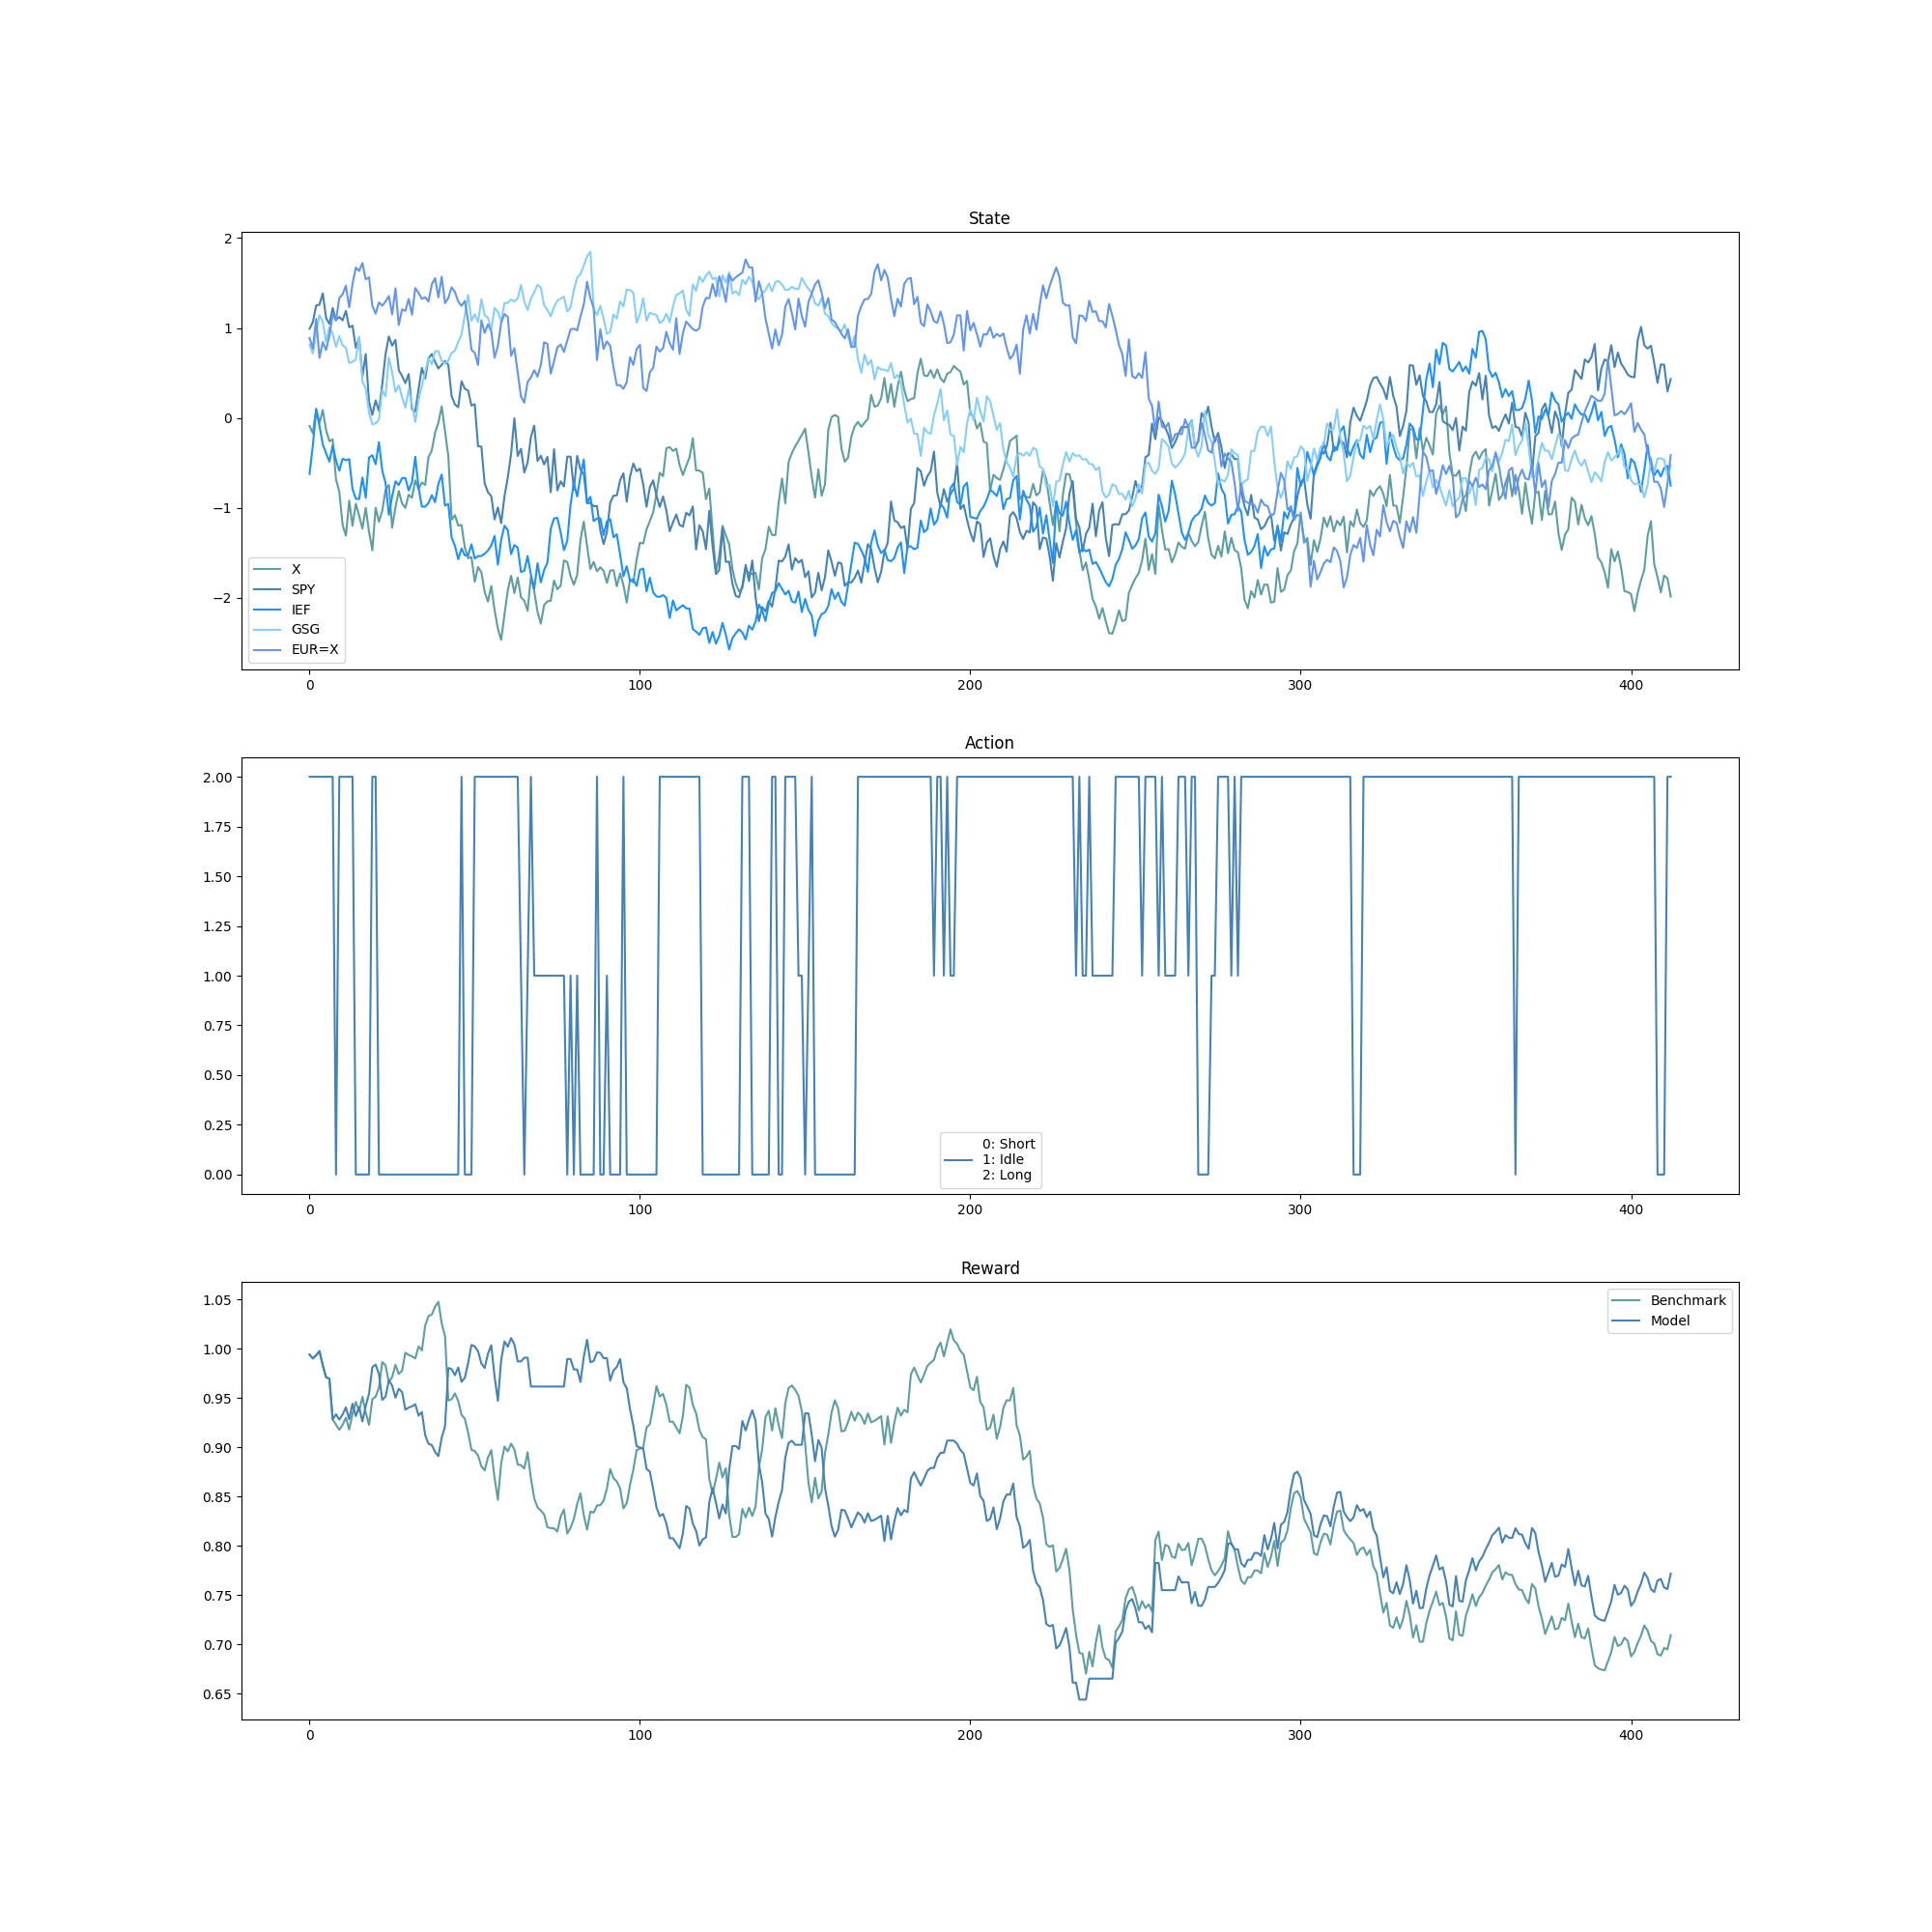 State
2
1
0
−1
−2
X
SPY
IEF
GSG
EUR=X
0
100
200
300
400
Action
2.00
1.75
1.50
1.25
1.00
0.75
0.50
0.25
0.00
0: Short
1: Idle
2: Long
0
100
200
300
400
Reward
1.05
1.00
0.95
0.90
0.85
0.80
0.75
0.70
0.65
Benchmark
Model
0
100
200
300
400